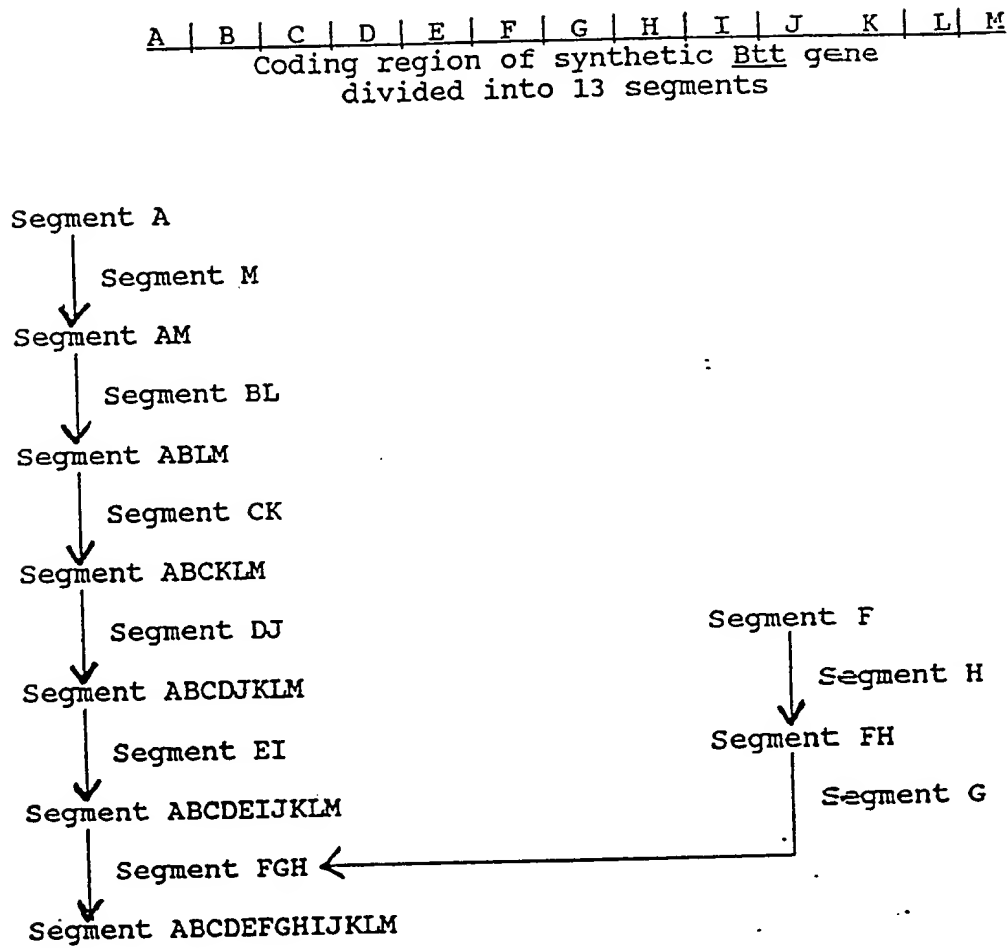 A | B | C | D | E | F | G | H | I | J K | L | M
Coding region of synthetic Btt gene
divided into 13 segments
Segment A
Segment M
Segment AM
Segment BL
Segment ABLM
Segment CK
Segment ABCKLM
Segment DJ
Segment ABCDJKLM
Segment EI
Segment ABCDEIJKLM
Segment FGH
Segment ABCDEFGHIJKLM
Segment F
Segment H
Segment FH
Segment G